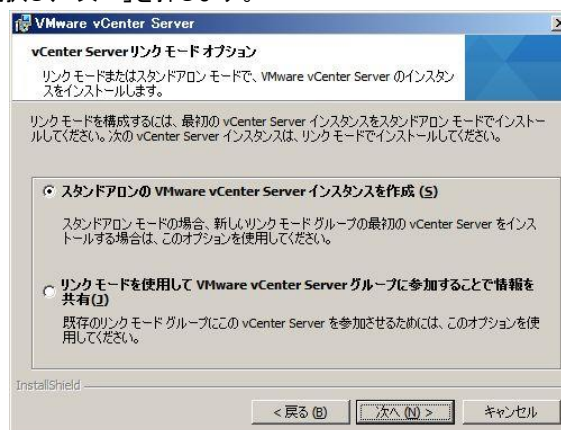 VMware vCenter Server
vCenter Serverリンク モード オプション
リンク モードまたはスタンドアロン モードで、VMware vCenter Server のインスタン
スをインストールします。
リンク モードを構成するには、最初の vCenter Server インスタンスをスタンドアロン モードでインストー
ルしてください。次の vCenter Server インスタンスは、リンク モードでインストールしてください。
スタンドアロンの VMware vCenter Server インスタンスを作成 (S)
スタンドアロン モードの場合、新しいリンク モード グループの最初の vCenter Server をインス
トールする場合は、このオプションを使用してください。
リンク モードを使用して VMware vCenter Server グループに参加することで情報を
共有(J)
既存のリンク モード グループにこの vCenter Server を参加させるためには、このオプションを使
用してください。
InstallShield
< 戻る (B)
次へ (N) >
キャンセル